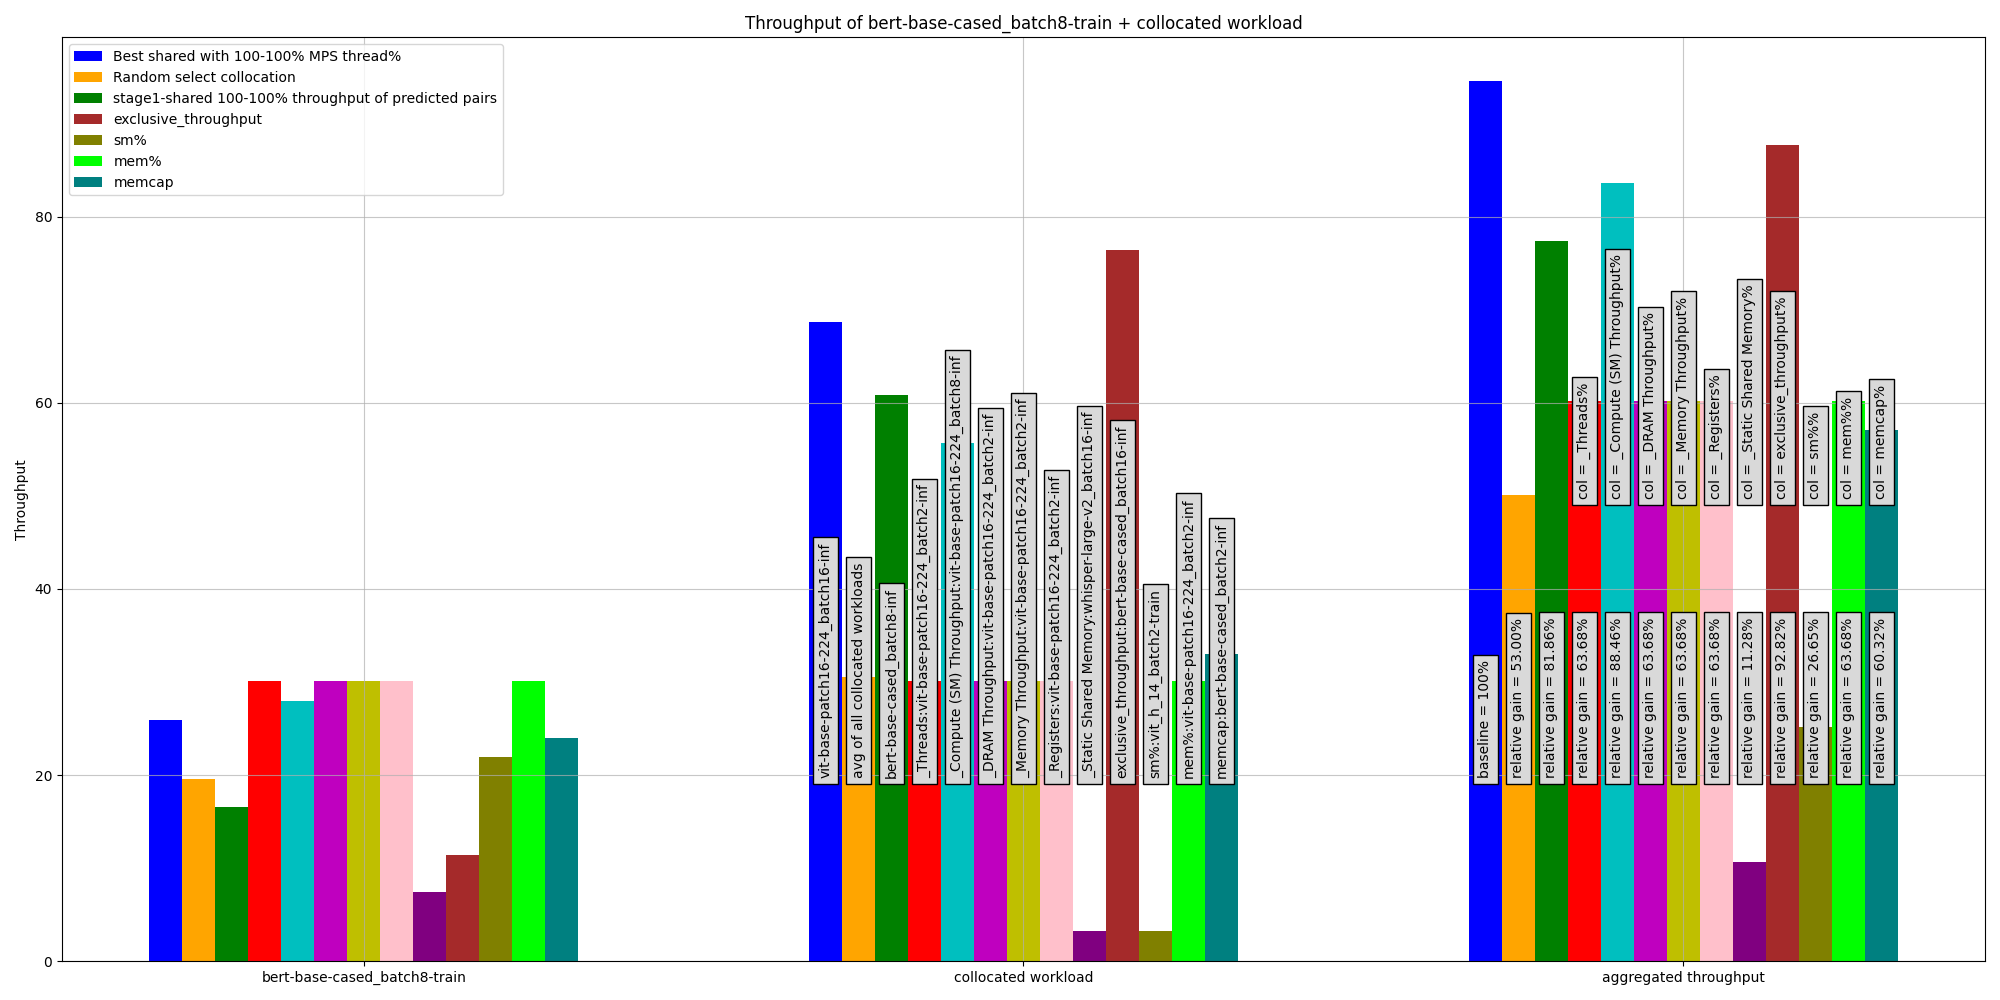 Throughput of bert-base-cased_batch8-train + collocated workload
Best shared with 100-100% MPS thread%
Random select collocation
stage1-shared 100-100% throughput of predicted pairs
exclusive_throughput
sm%
mem%
memcap
Throughput
80
60
40
20
0
vit-base-patch16-224_batch16-inf
avg of all collocated workloads
bert-base-cased_batch8-inf
_Threads:vit-base-patch16-224_batch2-inf
_Compute (SM) Throughput:vit-base-patch16-224_batch8-inf
_DRAM Throughput:vit-base-patch16-224_batch2-inf
_Memory Throughput:vit-base-patch16-224_batch2-inf
_Registers:vit-base-patch16-224_batch2-inf
_Static Shared Memory:whisper-large-v2_batch16-inf
exclusive_throughput:bert-base-cased_batch16-inf
sm%:vit_h_14_batch2-train
mem%:vit-base-patch16-224_batch2-inf
memcap:bert-base-cased_batch2-inf
col = _Threads%
col = _Compute (SM) Throughput%
col = _DRAM Throughput%
col = _Memory Throughput%
col = _Registers%
col = _Static Shared Memory%
col = exclusive_throughput%
col = sm%%
col = mem%%
col = memcap%
baseline = 100%
relative gain = 53.00%
relative gain = 81.86%
relative gain = 63.68%
relative gain = 88.46%
relative gain = 63.68%
relative gain = 63.68%
relative gain = 63.68%
relative gain = 11.28%
relative gain = 92.82%
relative gain = 26.65%
relative gain = 63.68%
relative gain = 60.32%
bert-base-cased_batch8-train
collocated workload
aggregated throughput